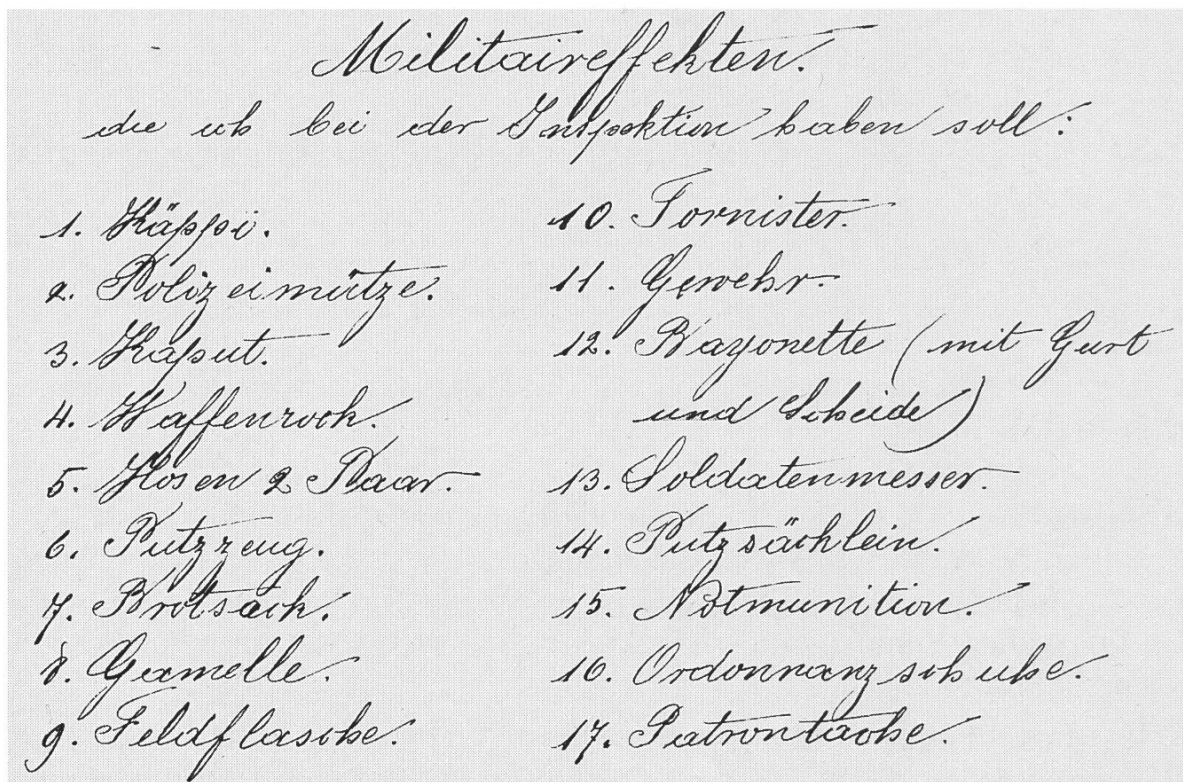 Militaireffekten.
die ich bei der Inspektion haben soll:
1. Käppi.
2. Polizeimütze.
3. Kaput.
4. Waffenrock.
5. Hosen 2 Paar.
6. Putzzeug.
7. Brotsack.
8. Gamelle.
9. Feldflasche.
10. Tornister.
11. Gewehr.
12. Bayonette (mit Gurt
und Scheide)
13. Soldatenmesser.
14. Putzsäcklein.
15. Notmunition.
16. Ordonnanzschuhe.
17. Patrontasche.